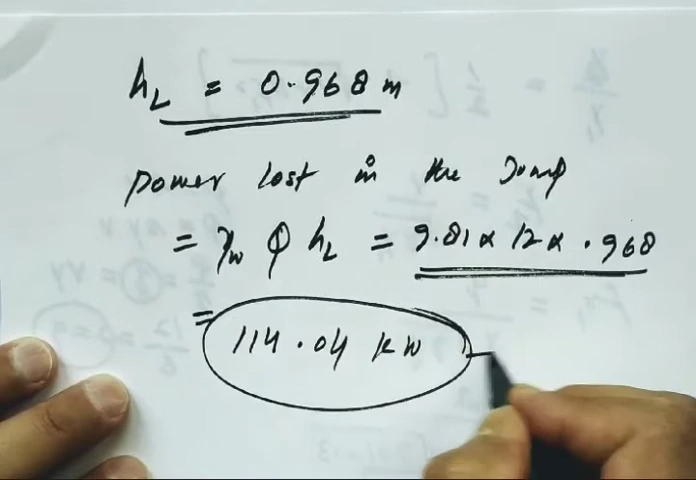 hL = 0.968 m
power lost in the Jump
= γw Q hL = 9.81 x 12 x .968
= 114.04 kW